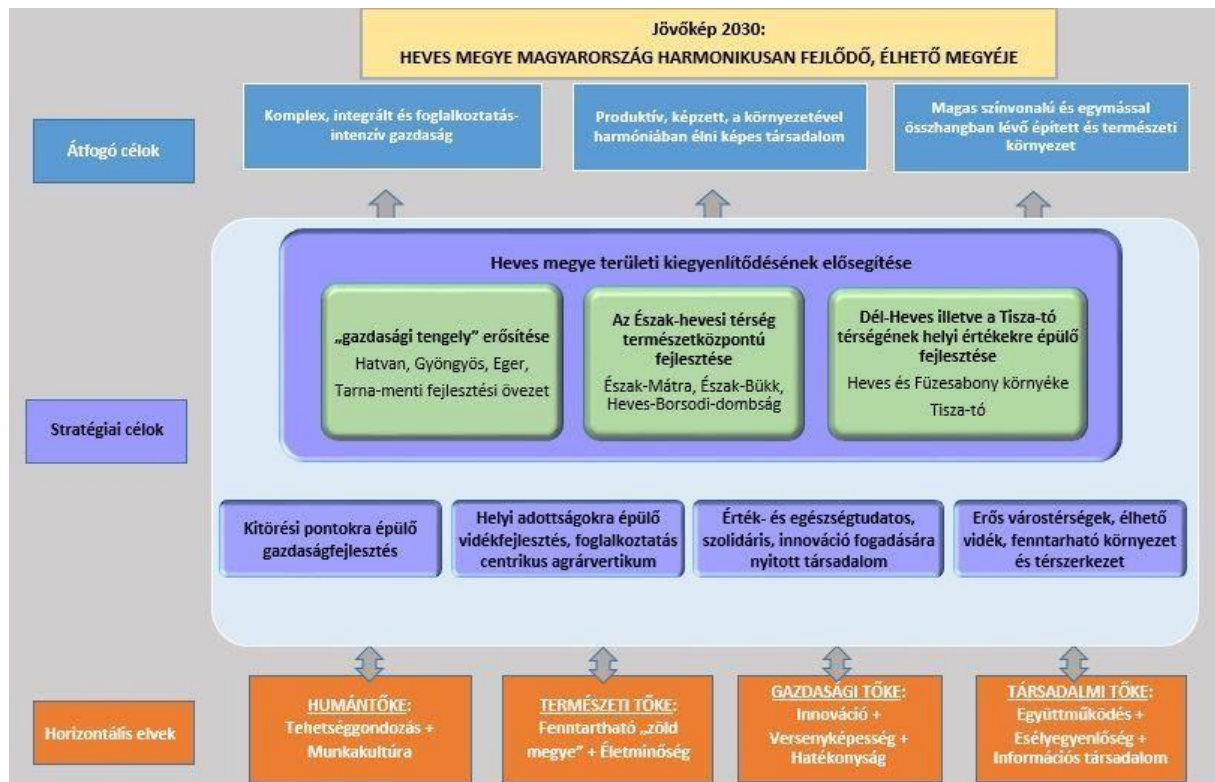 Jövőkép 2030:
HEVES MEGYE MAGYARORSZÁG HARMONIKUSAN FEJLŐDŐ, ÉLHETŐ MEGYÉJE
Átfogó célok
Komplex, integrált és foglalkoztatás-
intenzív gazdaság
Produktív, képzett, a környezetével
harmóniában élni képes társadalom
Magas színvonalú és egymással
összhangban lévő épített és természeti
környezet
Stratégiai célok
Heves megye területi kiegyenlítődésének elősegítése
„gazdasági tengely” erősítése
Hatvan, Gyöngyös, Eger,
Tarna-menti fejlesztési övezet
Az Észak-hevesi térség
természetközpontú
fejlesztése
Észak-Mátra, Észak-Bükk,
Heves-Borsodi-dombság
Dél-Heves illetve a Tisza-tó
térségének helyi értékekre épülő
fejlesztése
Heves és Füzesabony környéke
Tisza-tó
Kitörési pontokra épülő
gazdaságfejlesztés
Helyi adottságokra épülő
vidékfejlesztés, foglalkoztatás
centrikus agrárvertikum
Érték- és egészségtudatos,
szolidáris, innováció fogadására
nyitott társadalom
Erős várostérségek, élhető
vidék, fenntarható környezet
és térszerkezet
Horizontális elvek
HUMÁNTŐKE:
Tehetséggondozás +
Munkakultúra
TERMÉSZETI TŐKE:
Fenntartható „zöld
megye” + Életminőség
GAZDASÁGI TŐKE:
Innováció +
Versenyképesség +
Hatékonyság
TÁRSADALMI TŐKE:
Együttműködés +
Esélyegyenlőség +
Információs társadalom